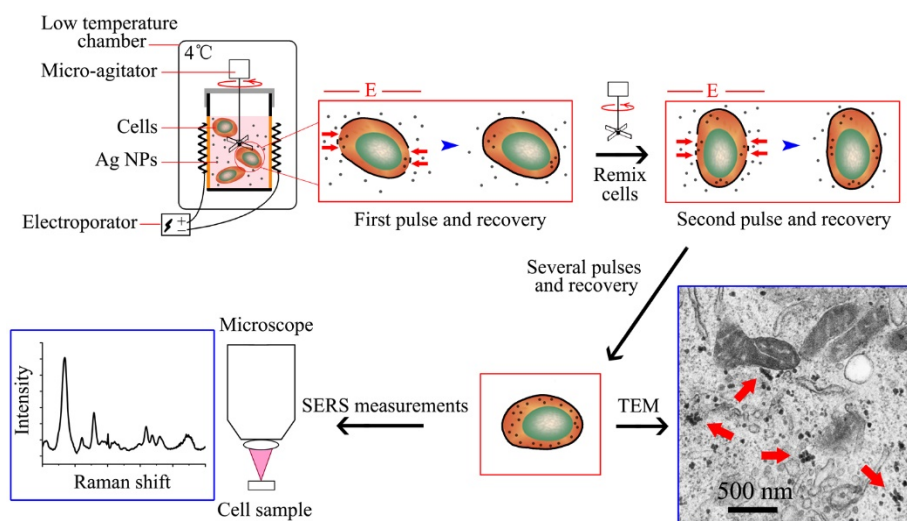 Low temperature
chamber
4℃
Micro-agitator
Cells
Ag NPs
Electroporator
E
First pulse and recovery
Remix
cells
E
Second pulse and recovery
Several pulses
and recovery
Intensity
Raman shift
Microscope
Cell sample
SERS measurements
TEM
500 nm